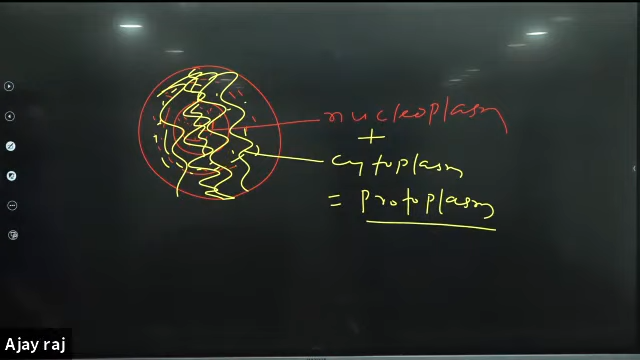 nucleoplasm
+
cytoplasm
= Protoplasm
Ajay raj